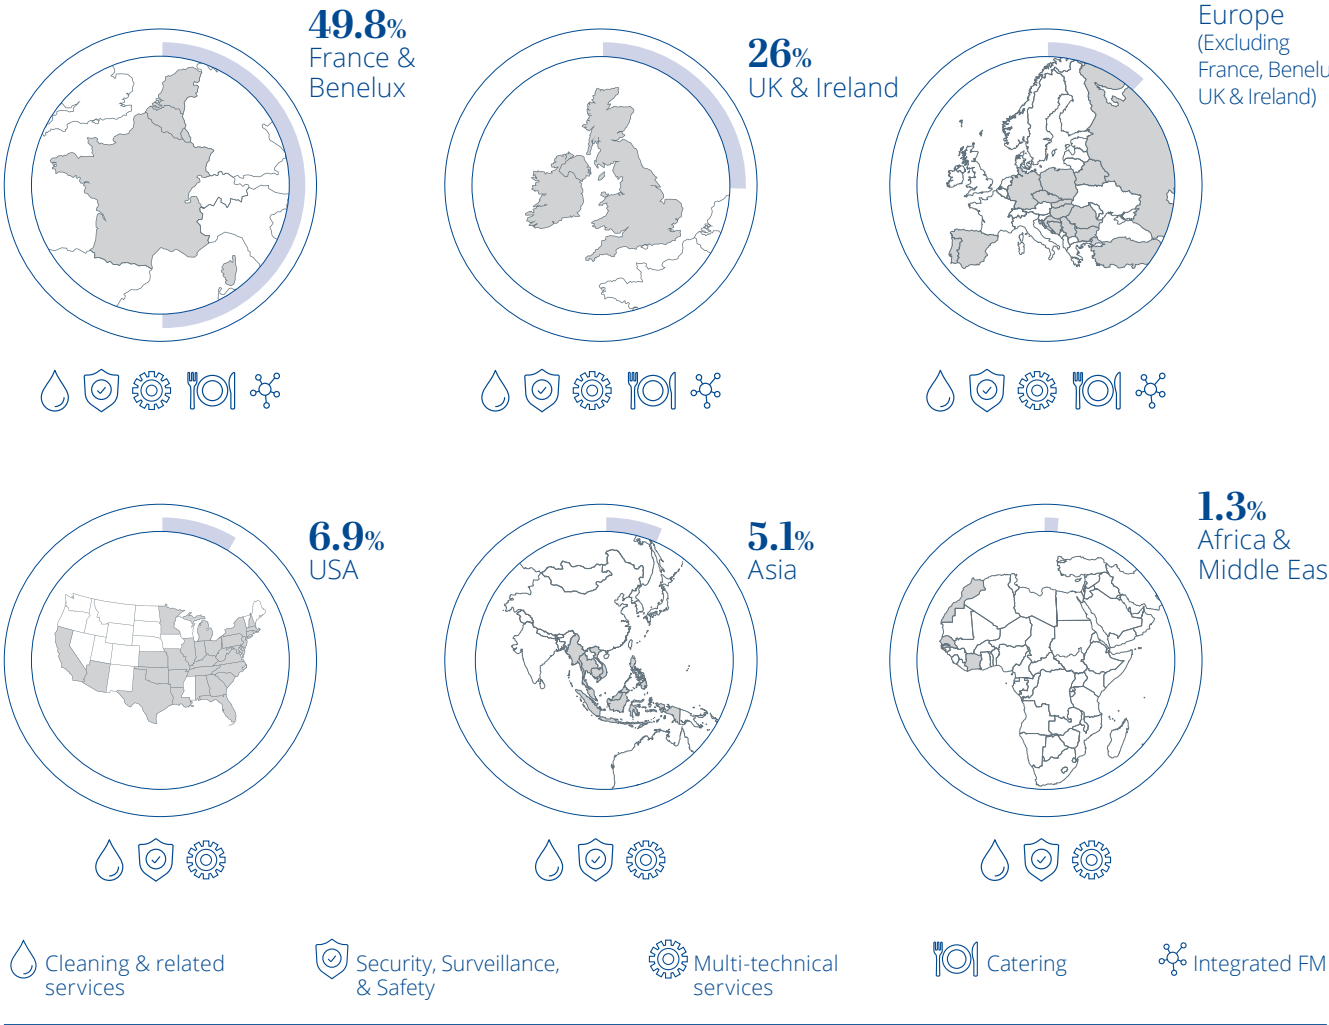 49.8%
France &
Benelux
26%
UK & Ireland
Europe
(Excluding
France, Benelu
UK & Ireland)
6.9%
USA
5.1%
Asia
1.3%
Africa &
Middle Eas
Cleaning & related
services
Security, Surveillance,
& Safety
Multi-technical
services
Catering
Integrated FM